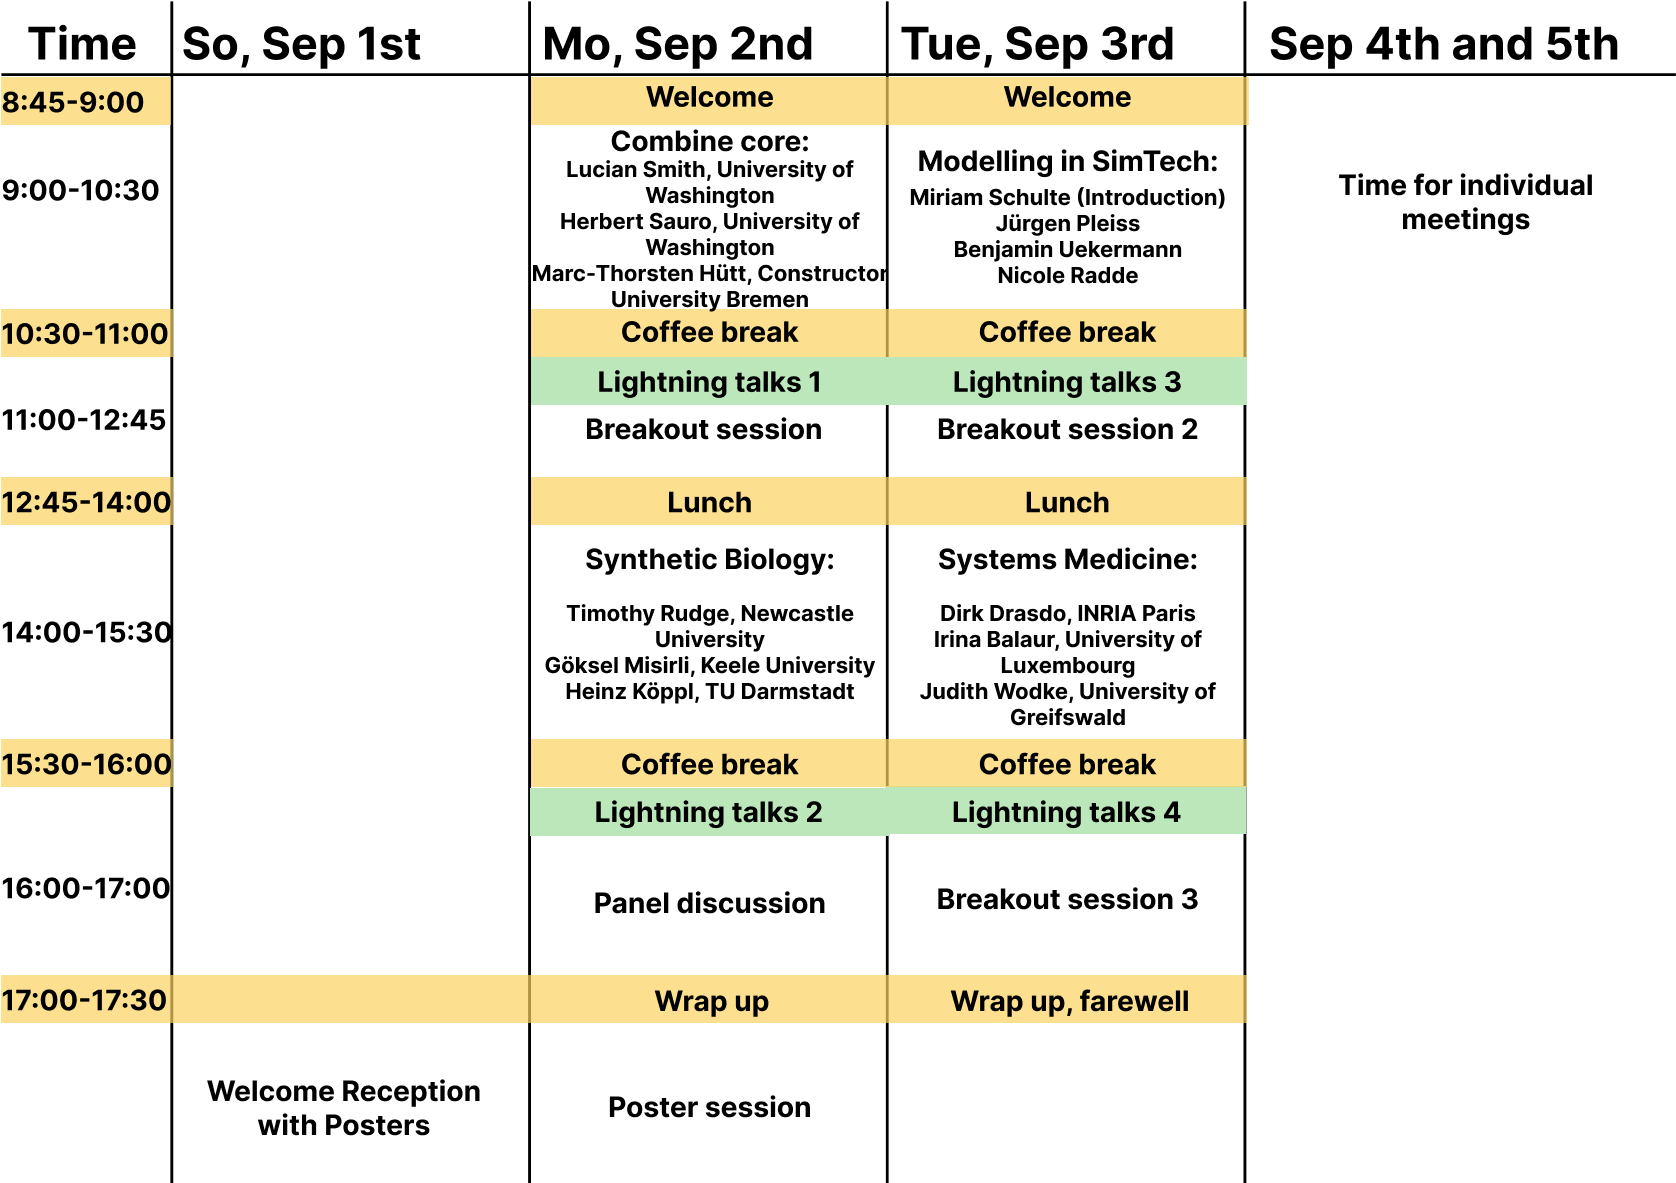 Time
So, Sep 1st
Mo, Sep 2nd
Tue, Sep 3rd
Sep 4th and 5th
8:45-9:00
Welcome
Welcome
9:00-10:30
Combine core:
Lucian Smith, University of
Washington
Herbert Sauro, University of
Washington
Marc-Thorsten Hütt, Constructor
University Bremen
Modelling in SimTech:
Miriam Schulte (Introduction)
Jürgen Pleiss
Benjamin Uekermann
Nicole Radde
Time for individual
meetings
10:30-11:00
Coffee break
Coffee break
11:00-12:45
Lightning talks 1
Lightning talks 3
Breakout session
Breakout session 2
12:45-14:00
Lunch
Lunch
14:00-15:30
Synthetic Biology:
Timothy Rudge, Newcastle
University
Göksel Misirli, Keele University
Heinz Köppl, TU Darmstadt
Systems Medicine:
Dirk Drasdo, INRIA Paris
Irina Balaur, University of
Luxembourg
Judith Wodke, University of
Greifswald
15:30-16:00
Coffee break
Coffee break
16:00-17:00
Lightning talks 2
Lightning talks 4
Panel discussion
Breakout session 3
17:00-17:30
Wrap up
Wrap up, farewell
Welcome Reception
with Posters
Poster session